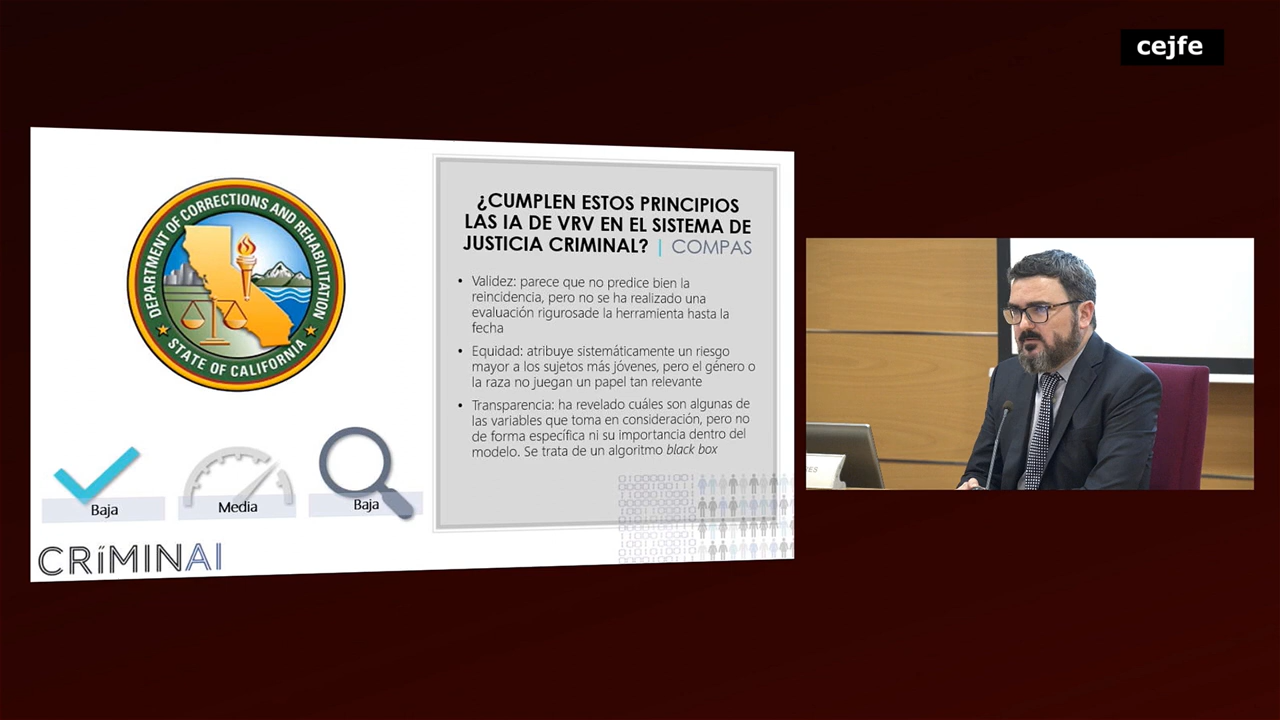 cejfe
DEPARTMENT OF CORRECTIONS AND REHABILITATION
STATE OF CALIFORNIA
Baja
Media
Baja
CRíMINAI
¿CUMPLEN ESTOS PRINCIPIOS
LAS IA DE VRV EN EL SISTEMA DE
JUSTICIA CRIMINAL? | COMPAS
• Validez: parece que no predice bien la
reincidencia, pero no se ha realizado una
evaluación rigurosade la herramienta hasta la
fecha
• Equidad: atribuye sistemáticamente un riesgo
mayor a los sujetos más jóvenes, pero el género o
la raza no juegan un papel tan relevante
• Transparencia: ha revelado cuáles son algunas de
las variables que toma en consideración, pero no
de forma específica ni su importancia dentro del
modelo. Se trata de un algoritmo black box